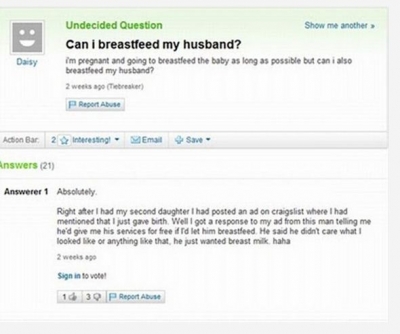 Undecided Question
Show me another »
Can i breastfeed my husband?
Daisy
i'm pregnant and going to breastfeed the baby as long as possible but can i also
breastfeed my husband?
2 weeks ago (Tiebreaker)
Report Abuse
Action Bar: 2 Interesting! Email Save
Answers (21)
Answerer 1 Absolutely.
Right after I had my second daughter I had posted an ad on craigslist where I had
mentioned that I just gave birth. Well I got a response to my ad from this man telling me
he'd give me his services for free if I'd let him breastfeed. He said he didn't care what I
looked like or anything like that, he just wanted breast milk. haha
2 weeks ago
Sign in to vote!
1 3 Report Abuse